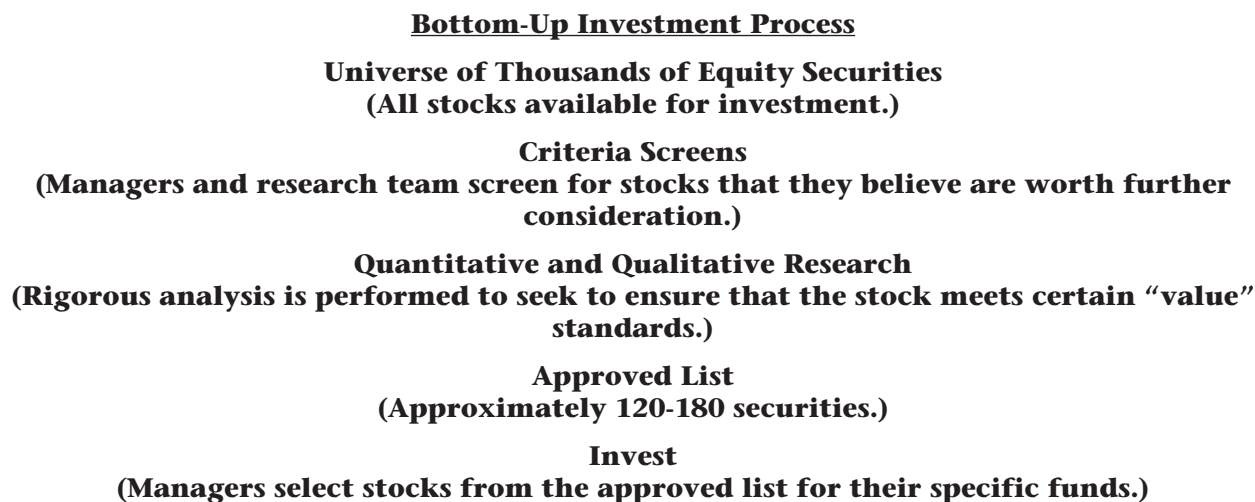 Bottom-Up Investment Process
Universe of Thousands of Equity Securities
(All stocks available for investment.)
Criteria Screens
(Managers and research team screen for stocks that they believe are worth further
consideration.)
Quantitative and Qualitative Research
(Rigorous analysis is performed to seek to ensure that the stock meets certain “value”
standards.)
Approved List
(Approximately 120-180 securities.)
Invest
(Managers select stocks from the approved list for their specific funds.)